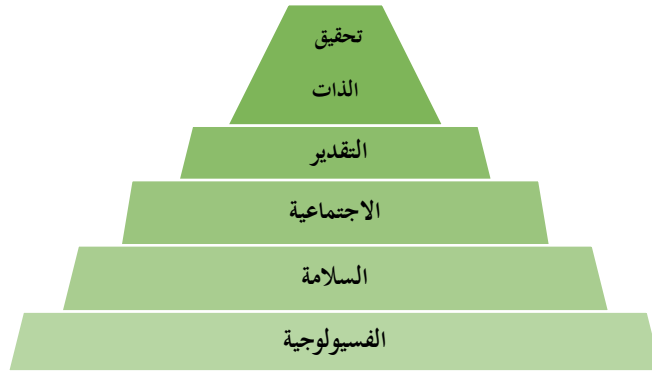 تحقيق
الذات
التقدير
الاجتماعية
السلامة
الفسيولوجية